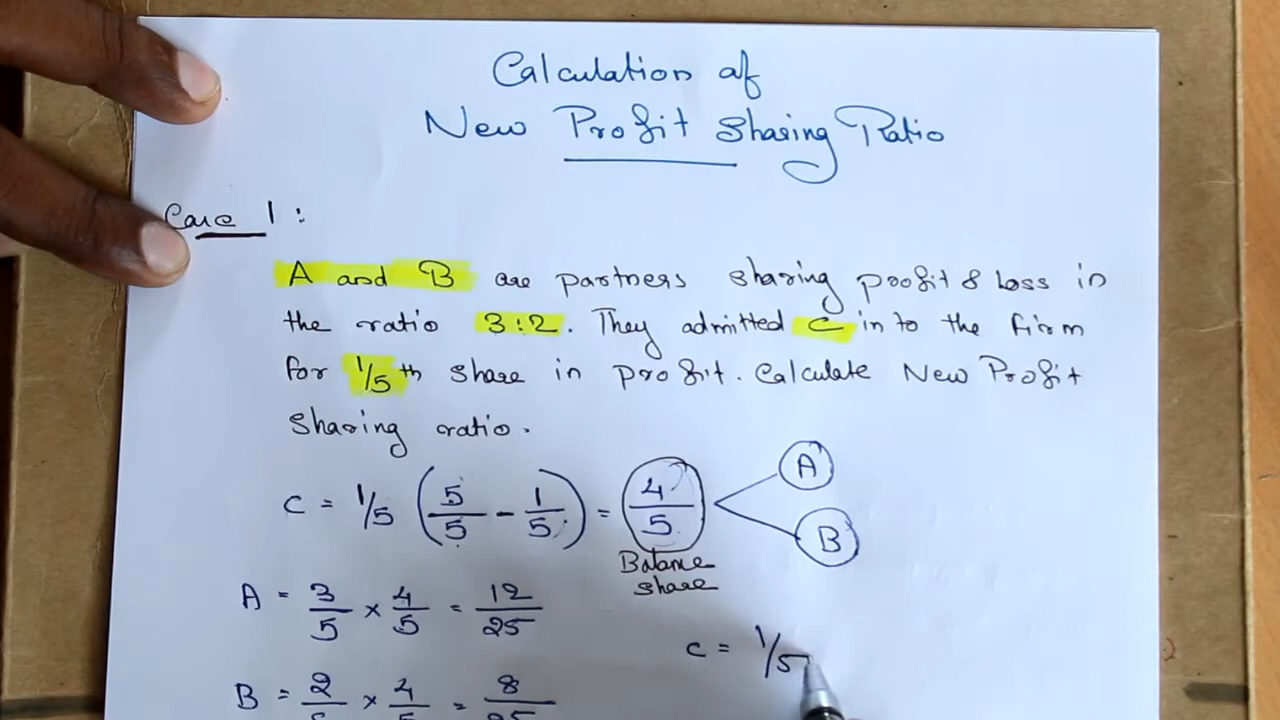 Calculation of
New Profit Sharing Ratio
Case 1 :
A and B are partners sharing profit & loss in
the ratio 3:2. They admitted C in to the firm
for 1/5th share in profit. Calculate New Profit
Sharing ratio.
C = 1/5 (5/5 - 1/5) = 4/5 A
B
Balance
share
A = 3/5 × 4/5 = 12/25
C = 1/5
B = 2/5 × 4/5 = 8/25